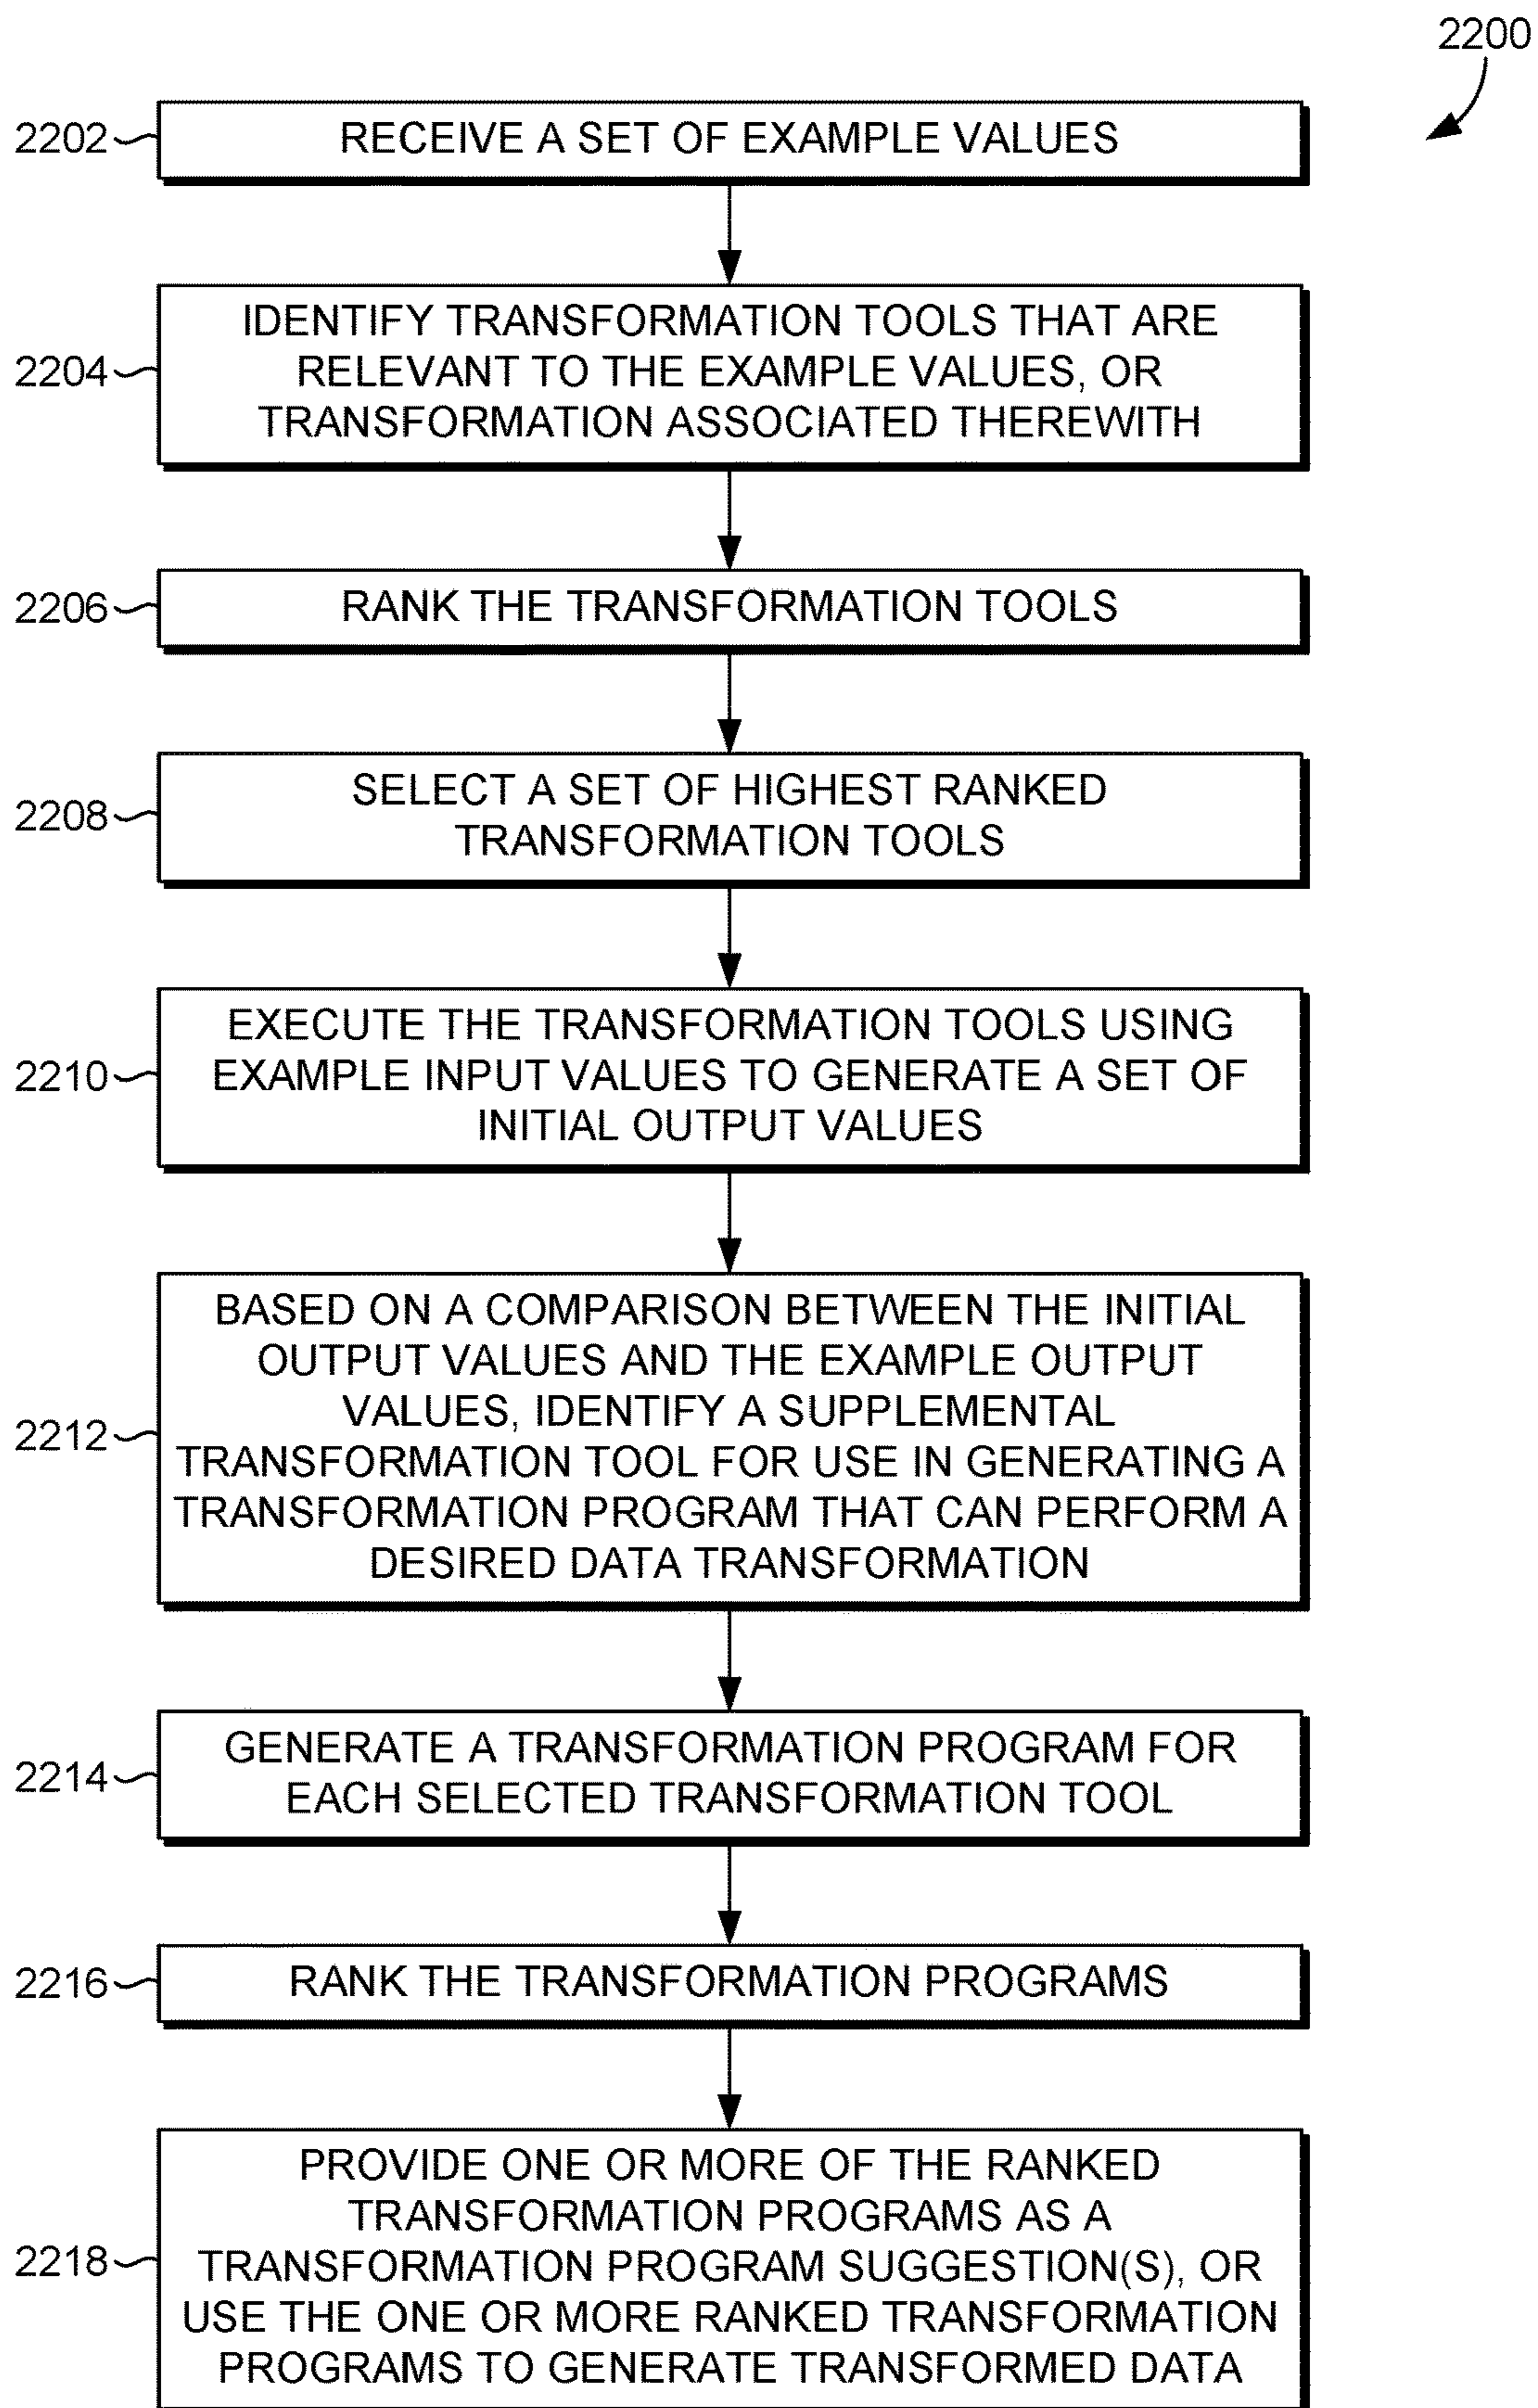 2200
2202
RECEIVE A SET OF EXAMPLE VALUES
2204
IDENTIFY TRANSFORMATION TOOLS THAT ARE
RELEVANT TO THE EXAMPLE VALUES, OR
TRANSFORMATION ASSOCIATED THEREWITH
2206
RANK THE TRANSFORMATION TOOLS
2208
SELECT A SET OF HIGHEST RANKED
TRANSFORMATION TOOLS
2210
EXECUTE THE TRANSFORMATION TOOLS USING
EXAMPLE INPUT VALUES TO GENERATE A SET OF
INITIAL OUTPUT VALUES
2212
BASED ON A COMPARISON BETWEEN THE INITIAL
OUTPUT VALUES AND THE EXAMPLE OUTPUT
VALUES, IDENTIFY A SUPPLEMENTAL
TRANSFORMATION TOOL FOR USE IN GENERATING A
TRANSFORMATION PROGRAM THAT CAN PERFORM A
DESIRED DATA TRANSFORMATION
2214
GENERATE A TRANSFORMATION PROGRAM FOR
EACH SELECTED TRANSFORMATION TOOL
2216
RANK THE TRANSFORMATION PROGRAMS
2218
PROVIDE ONE OR MORE OF THE RANKED
TRANSFORMATION PROGRAMS AS A
TRANSFORMATION PROGRAM SUGGESTION(S), OR
USE THE ONE OR MORE RANKED TRANSFORMATION
PROGRAMS TO GENERATE TRANSFORMED DATA